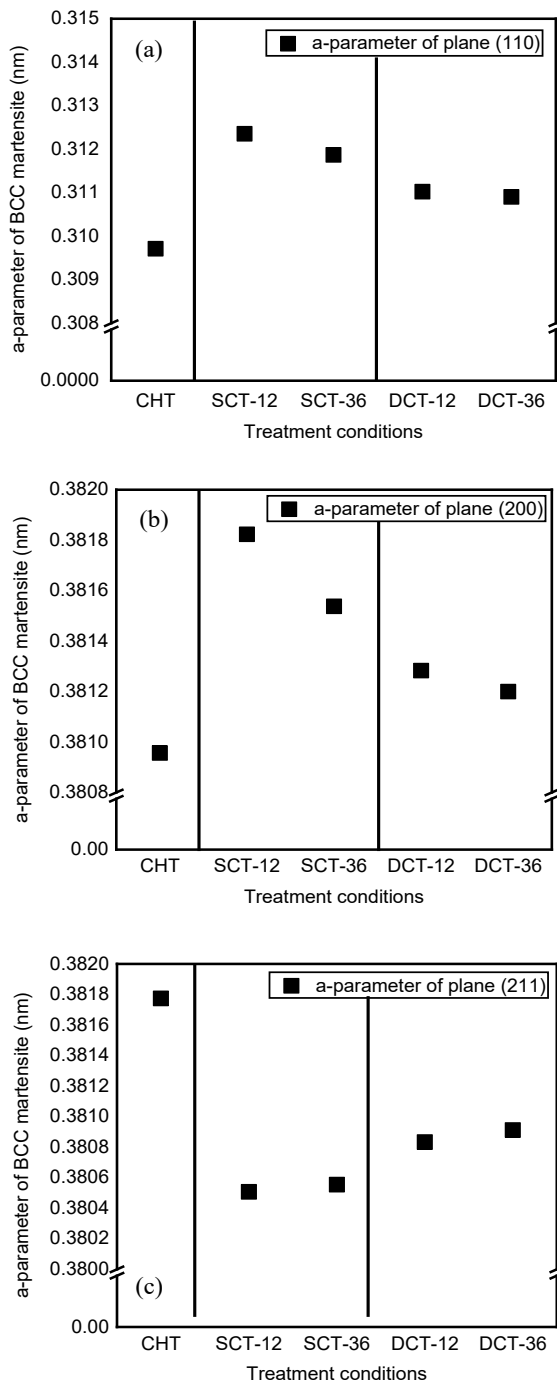 0.315
(a)
a-parameter of plane (110)
0.314
0.313
0.312
0.311
0.310
0.309
0.308
0.0000
a-parameter of BCC martensite (nm)
CHT SCT-12 SCT-36 DCT-12 DCT-36
Treatment conditions
0.3820
(b)
a-parameter of plane (200)
0.3818
0.3816
0.3814
0.3812
0.3810
0.3808
0.00
a-parameter of BCC martensite (nm)
CHT SCT-12 SCT-36 DCT-12 DCT-36
Treatment conditions
0.3820
a-parameter of plane (211)
0.3818
0.3816
0.3814
0.3812
0.3810
0.3808
0.3806
0.3804
0.3802
0.3800
(c)
0.00
a-parameter of BCC martensite (nm)
CHT SCT-12 SCT-36 DCT-12 DCT-36
Treatment conditions